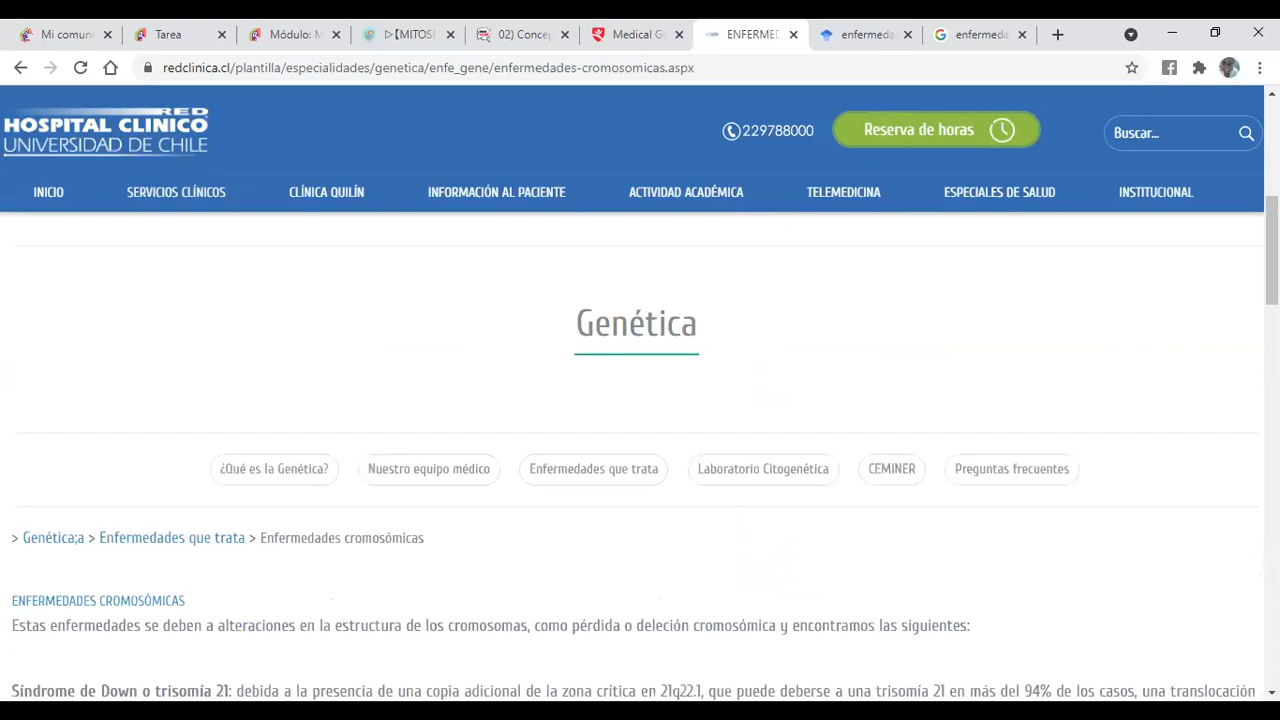 Mi comuni
Tarea
Módulo: M
▷【MITOSI
02) Concep
Medical Gu
ENFERMED
enfermeda
enfermeda
redclinica.cl/plantilla/especialidades/genetica/enfe_gene/enfermedades-cromosomicas.aspx
RED
HOSPITAL CLINICO
UNIVERSIDAD DE CHILE
229788000
Reserva de horas
Buscar...
INICIO
SERVICIOS CLÍNICOS
CLÍNICA QUILÍN
INFORMACIÓN AL PACIENTE
ACTIVIDAD ACADÉMICA
TELEMEDICINA
ESPECIALES DE SALUD
INSTITUCIONAL
Genética
¿Qué es la Genética?
Nuestro equipo médico
Enfermedades que trata
Laboratorio Citogenética
CEMINER
Preguntas frecuentes
> Genética;a > Enfermedades que trata > Enfermedades cromosómicas
ENFERMEDADES CROMOSÓMICAS
Estas enfermedades se deben a alteraciones en la estructura de los cromosomas, como pérdida o deleción cromosómica y encontramos las siguientes:
Síndrome de Down o trisomía 21: debida a la presencia de una copia adicional de la zona critica en 21q22.1, que puede deberse a una trisomía 21 en más del 94% de los casos, una translocación